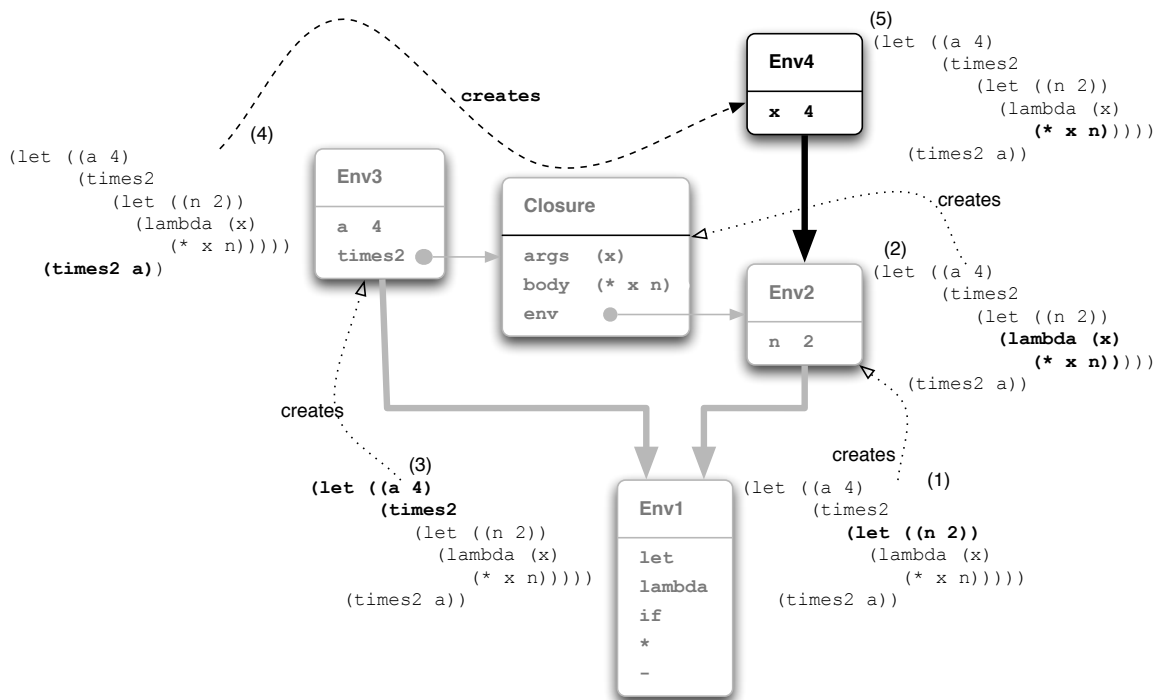 (5)
(let ((a 4)
(times2
(let ((n 2))
(lambda (x)
(* x n)))))
(times2 a))
Env4
x 4
creates
(4)
(let ((a 4)
(times2
(let ((n 2))
(lambda (x)
(* x n)))))
(times2 a))
Env3
a 4
times2
Closure
args (x)
body (* x n)
env
creates
(2)
(let ((a 4)
(times2
(let ((n 2))
(lambda (x)
(* x n)))))
(times2 a))
Env2
n 2
creates
(3)
(let ((a 4)
(times2
(let ((n 2))
(lambda (x)
(* x n)))))
(times2 a))
creates
(1)
(let ((a 4)
(times2
(let ((n 2))
(lambda (x)
(* x n)))))
(times2 a))
Env1
let
lambda
if
*
-